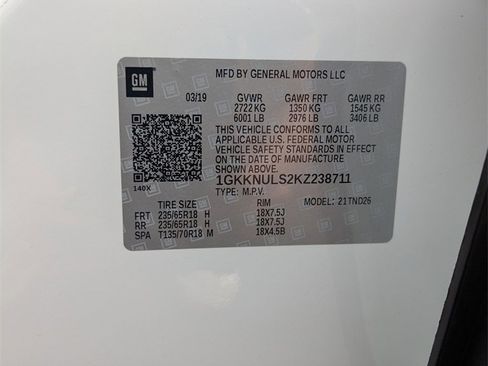 GM
MFD BY GENERAL MOTORS LLC
03/19 GVWR GAWR FRT GAWR RR
2722 KG 1350 KG 1545 KG
6001 LB 2976 LB 3406 LB
THIS VEHICLE CONFORMS TO ALL
APPLICABLE U.S. FEDERAL MOTOR
VEHICLE SAFETY STANDARDS IN EFFECT
ON THE DATE OF MANUFACTURE
SHOWN ABOVE.
1GKKNULS2KZ238711
140X TYPE: M.P.V.
TIRE SIZE RIM MODEL: 21TND26
FRT 235/65R18 H 18X7.5J
RR 235/65R18 H 18X7.5J
SPA T135/70R18 M 18X4.5B